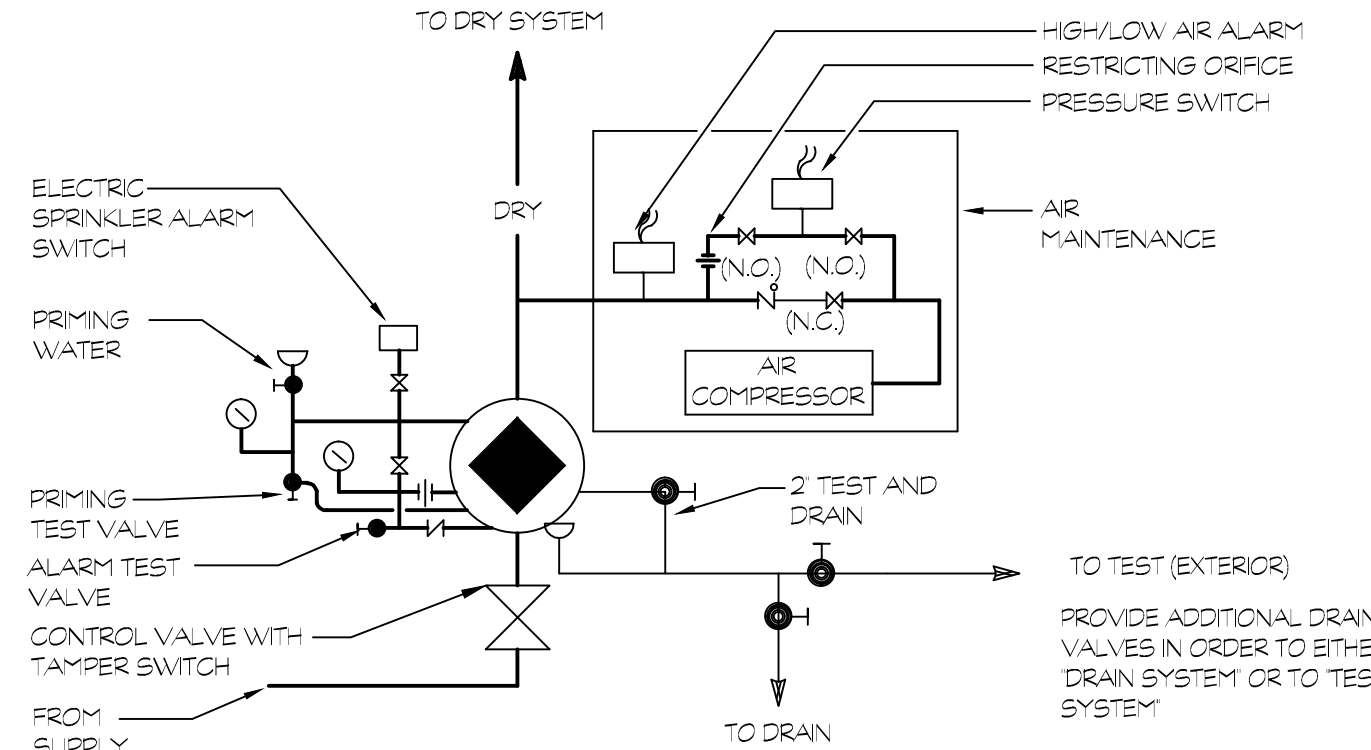 TO DRY SYSTEM
HIGH/LOW AIR ALARM
RESTRICTING ORIFICE
PRESSURE SWITCH
ELECTRIC
SPRINKLER ALARM
SWITCH
DRY
AIR
MAINTENANCE
(N.O.) (N.O.)
(N.C.)
PRIMING
WATER
AIR
COMPRESSOR
PRIMING
TEST VALVE
2" TEST AND
DRAIN
ALARM TEST
VALVE
TO TEST (EXTERIOR)
CONTROL VALVE WITH
TAMPER SWITCH
PROVIDE ADDITIONAL DRAIN
VALVES IN ORDER TO EITHE
"DRAIN SYSTEM" OR TO "TES
SYSTEM"
FROM
SUPPLY
TO DRAIN